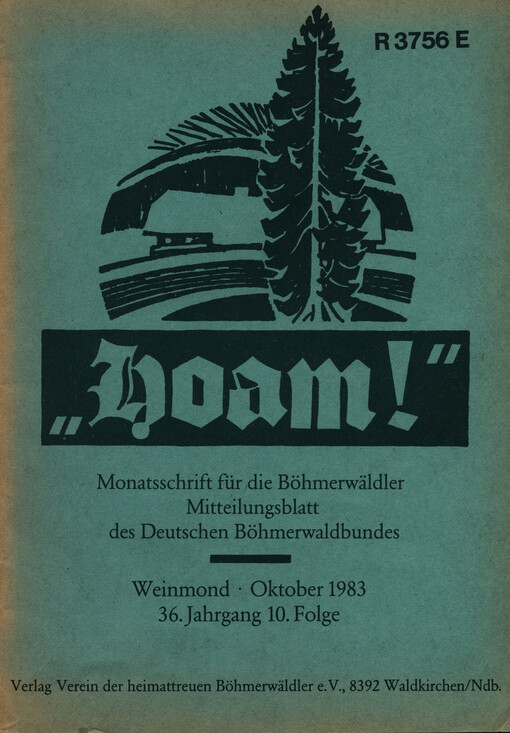 R 3756 E
„Hoam!“
Monatsschrift für die Böhmerwäldler
Mitteilungsblatt
des Deutschen Böhmerwaldbundes
Weinmond · Oktober 1983
36. Jahrgang 10. Folge
Verlag Verein der heimattreuen Böhmerwäldler e. V., 8392 Waldkirchen/Ndb.